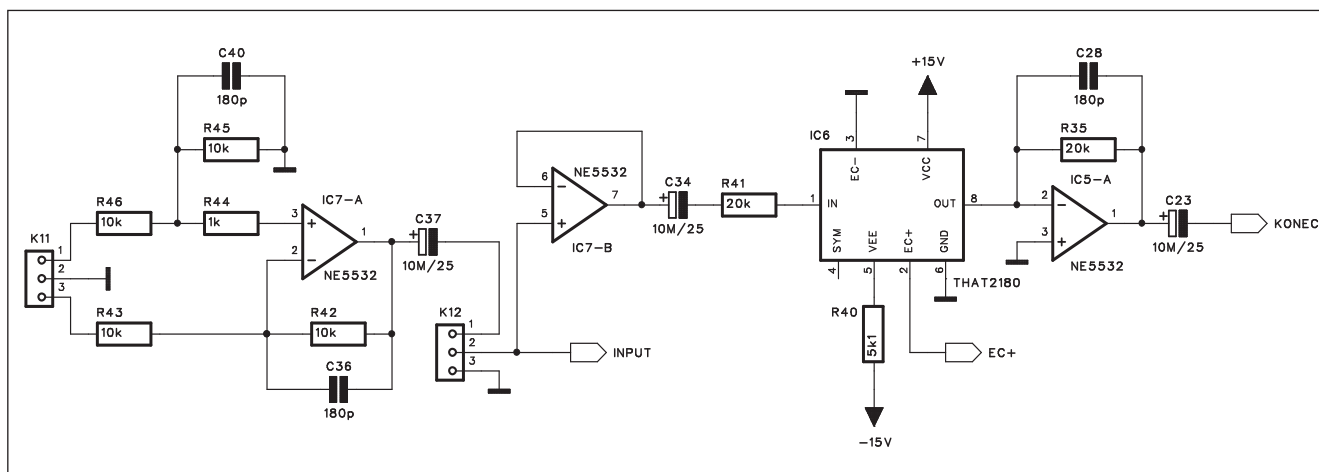 C40
180p
R45
10k
R46
10k
R44
1k
IC7-A
3
2
1
NE5532
C37
+
10M/25
K11
1
2
3
R43
10k
R42
10k
C36
180p
K12
1
2
3
INPUT
NE5532
6
5
7
IC7-B
C34
+
10M/25
R41
20k
IC6
+15V
3
7
EC-
VCC
1
IN
OUT
8
SYM
VEE
EC+
GND
4
5
2
6
THAT2180
R40
5k1
-15V
EC+
C28
180p
R35
20k
IC5-A
2
3
1
NE5532
C23
+
10M/25
KONEC